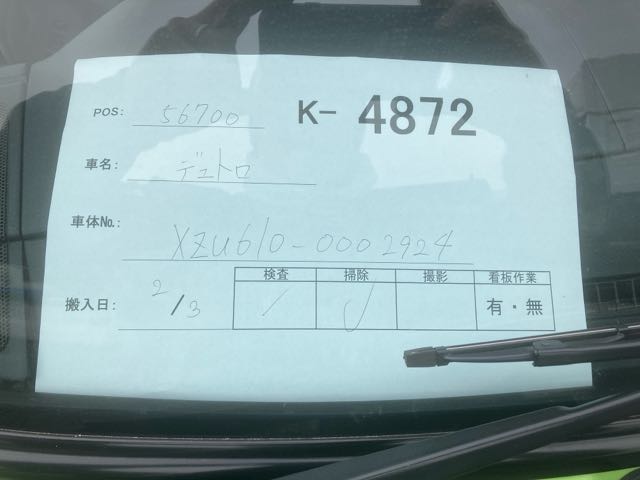 POS: 56700 K- 4872
車名: デュトロ
車体No.: XZU610-0002924
検査 掃除 撮影 看板作業
搬入日: 2/3 ✓ ✓ 有・無